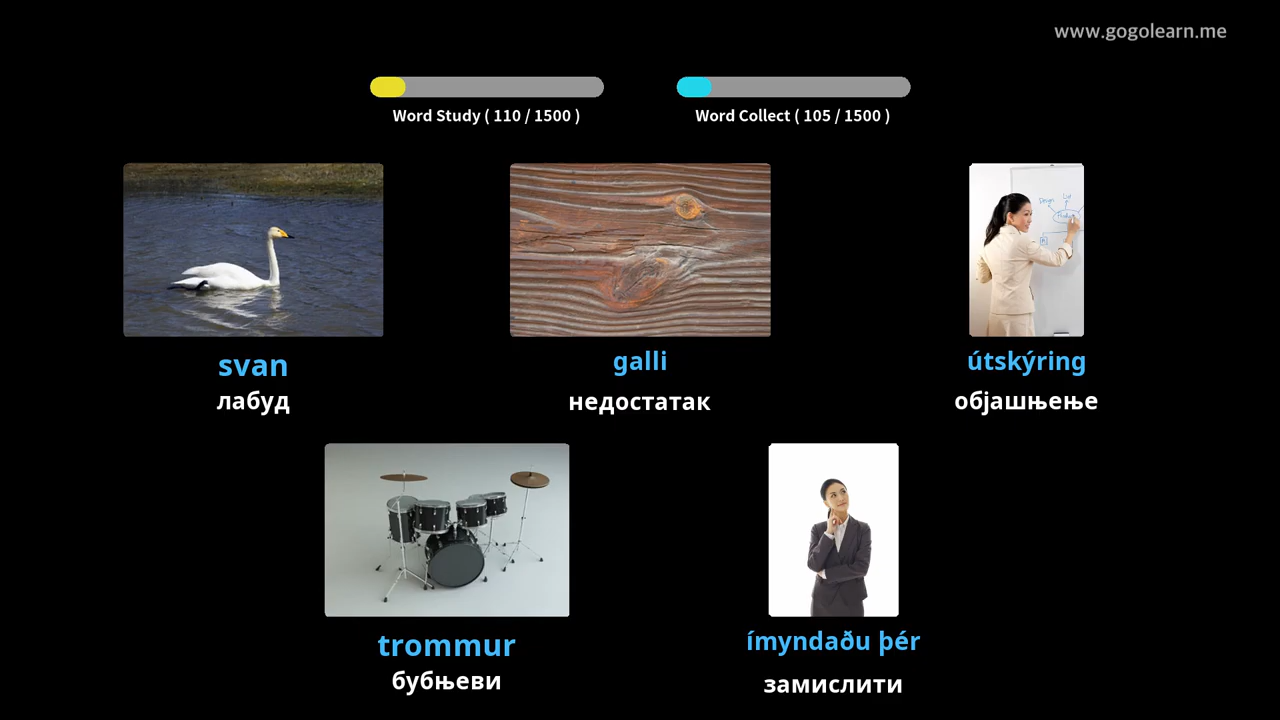 www.gogolearn.me
Word Study ( 110 / 1500 )
Word Collect ( 105 / 1500 )
svan
galli
útskýring
лабуд
недостатак
објашњење
trommur
ímyndaðu þér
бубњеви
замислити